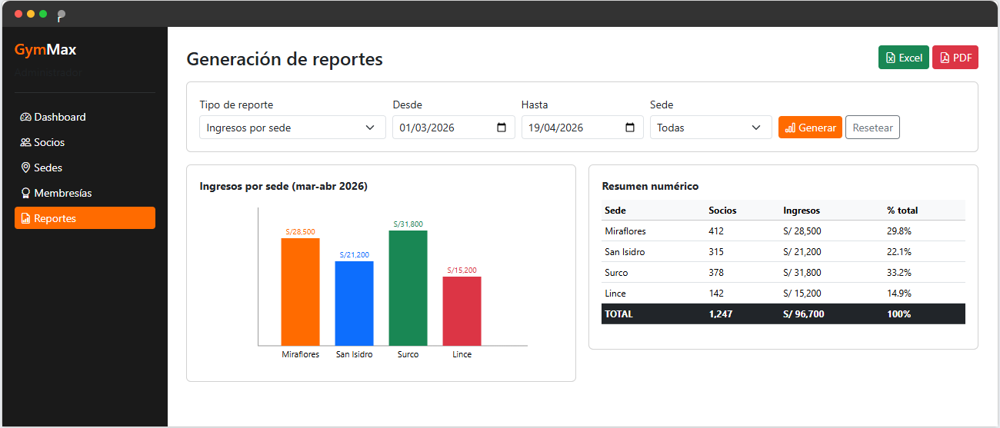 GymMax
Administrador
Dashboard
Socios
Sedes
Membresías
Reportes
Generación de reportes
Excel PDF
Tipo de reporte Desde Hasta Sede
Ingresos por sede 01/03/2026 19/04/2026 Todas Generar Resetear
Ingresos por sede (mar-abr 2026)
S/28,500
S/21,200
S/31,800
S/15,200
Miraflores San Isidro Surco Lince
Resumen numérico
Sede Socios Ingresos % total
Miraflores 412 S/ 28,500 29.8%
San Isidro 315 S/ 21,200 22.1%
Surco 378 S/ 31,800 33.2%
Lince 142 S/ 15,200 14.9%
TOTAL 1,247 S/ 96,700 100%